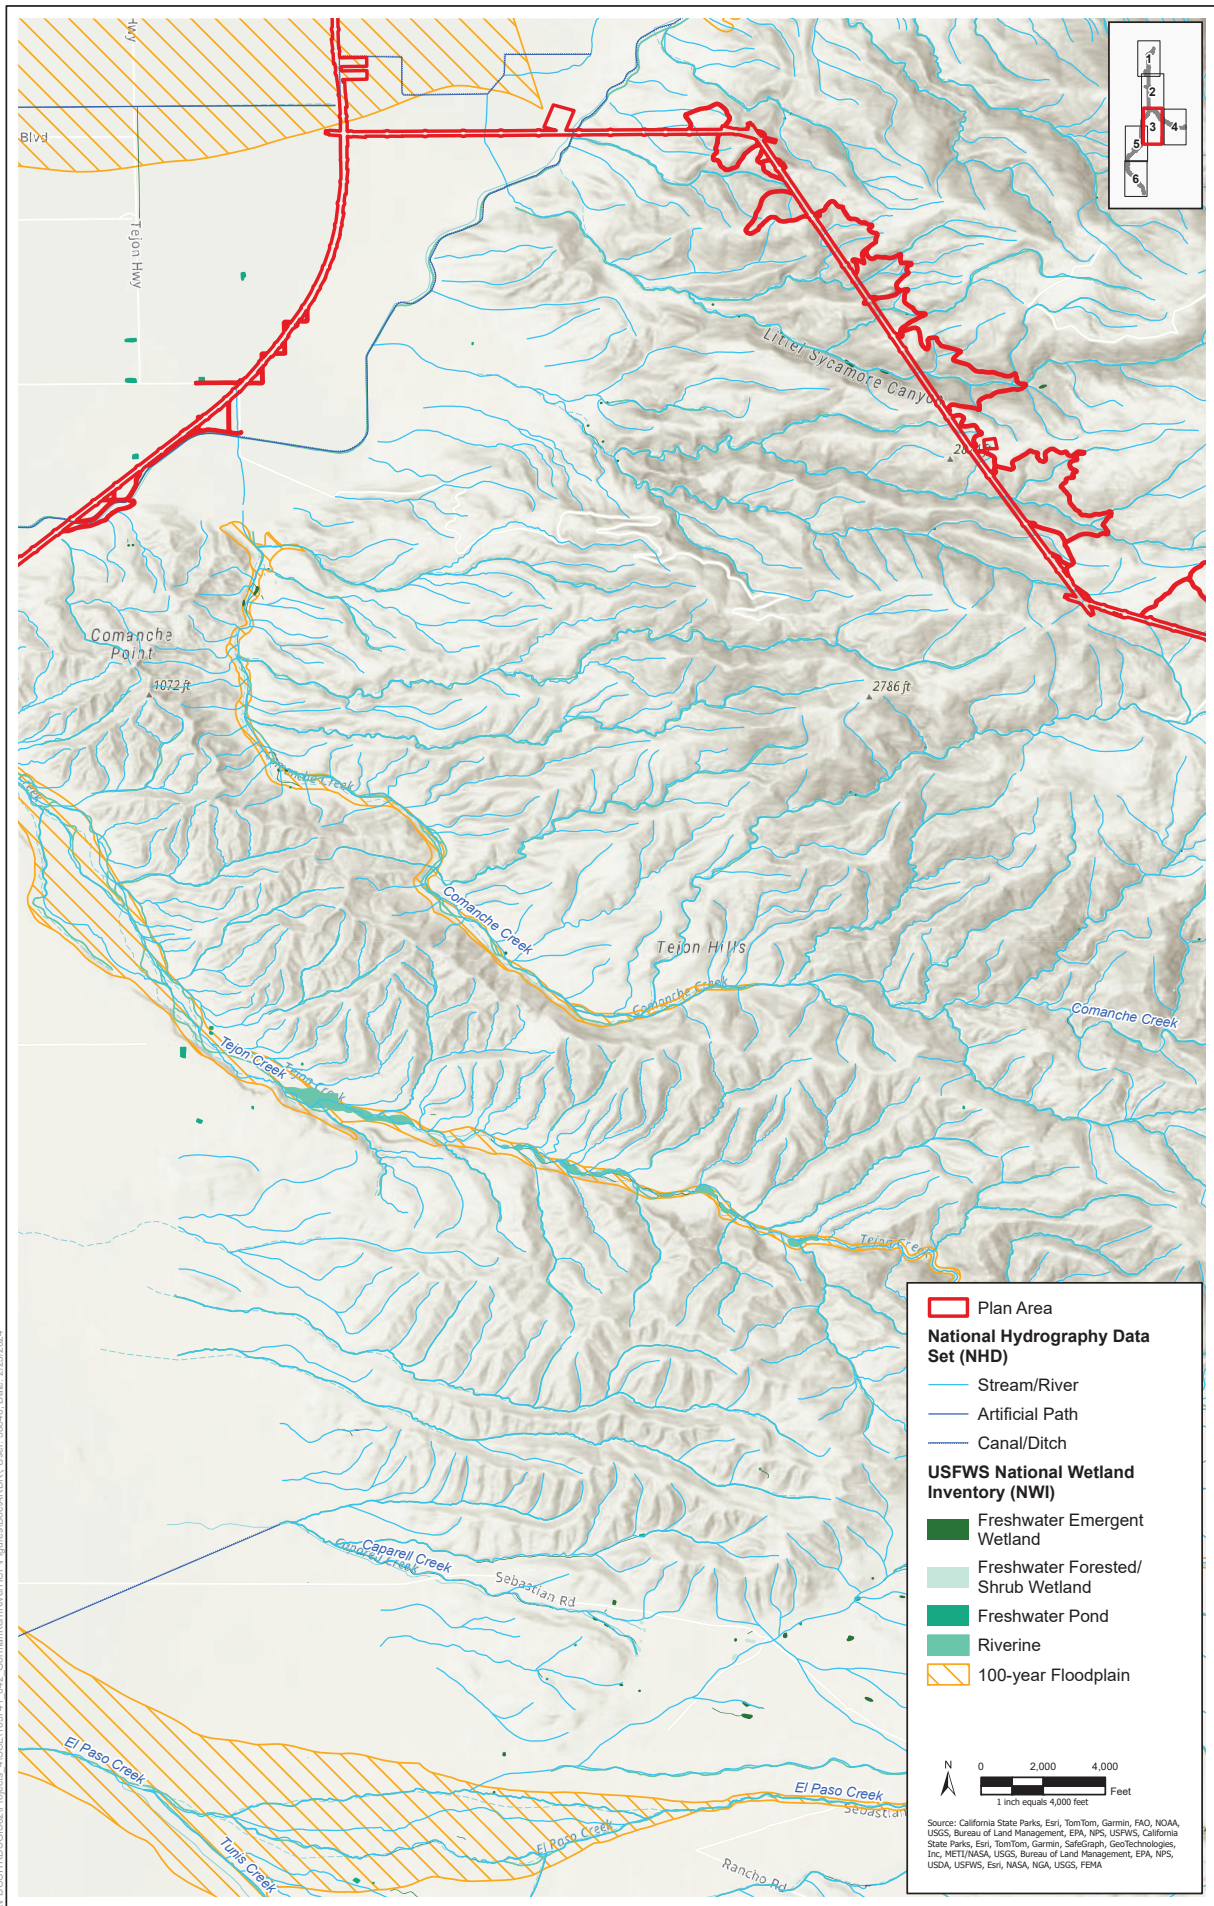 Hwy
Blvd
Tejon Hwy
1
2
3
4
5
6
Litlel Sycamore Canyon
Comanche
Point
1072 ft
2786 ft
Comanche Creek
Comanche Creek
Tejon Hills
Comanche Creek
Comanche Creek
Tejon Creek
Tejon Creek
Tejon Creek
Caparell Creek
Sebastian Rd
El Paso Creek
El Paso Creek
Sebastian
El Paso Creek
Tunis Creek
Rancho Rd
Plan Area
National Hydrography Data
Set (NHD)
Stream/River
Artificial Path
Canal/Ditch
USFWS National Wetland
Inventory (NWI)
Freshwater Emergent
Wetland
Freshwater Forested/
Shrub Wetland
Freshwater Pond
Riverine
100-year Floodplain
N
0 2,000 4,000
Feet
1 inch equals 4,000 feet
Source: California State Parks, Esri, TomTom, Garmin, FAO, NOAA,
USGS, Bureau of Land Management, EPA, NPS, USFWS, California
State Parks, Esri, TomTom, Garmin, SafeGraph, GeoTechnologies,
Inc, METI/NASA, USGS, Bureau of Land Management, EPA, NPS,
USDA, USFWS, Esri, NASA, NGA, USGS, FEMA